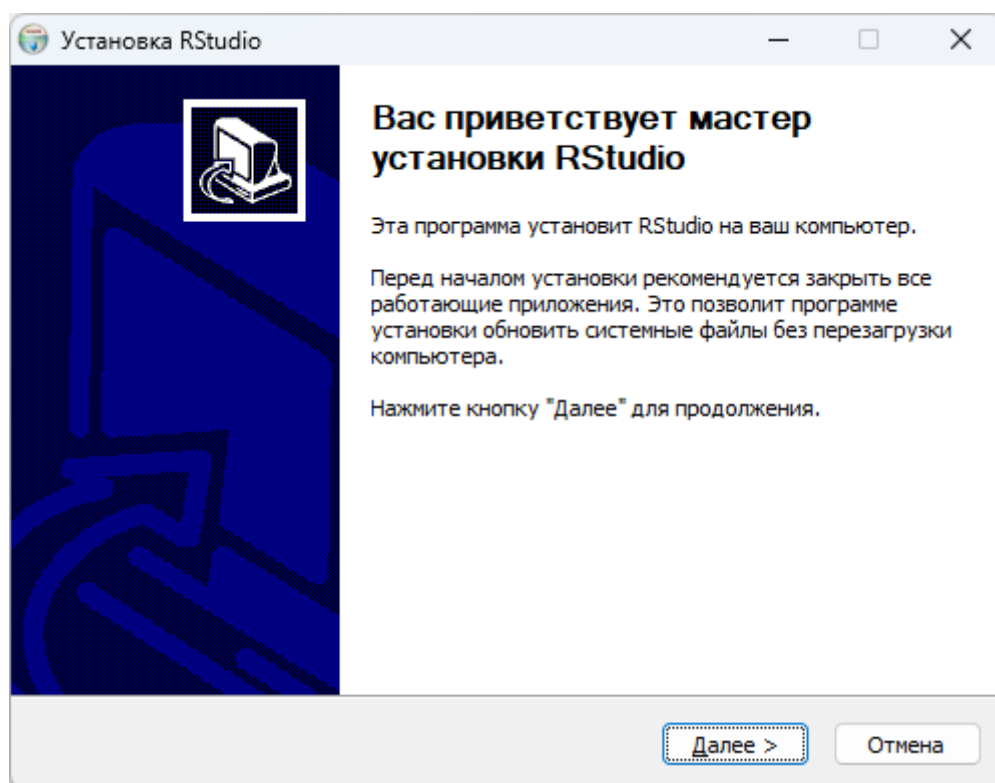 Установка RStudio
Вас приветствует мастер
установки RStudio
Эта программа установит RStudio на ваш компьютер.
Перед началом установки рекомендуется закрыть все
работающие приложения. Это позволит программе
установки обновить системные файлы без перезагрузки
компьютера.
Нажмите кнопку "Далее" для продолжения.
Далее >
Отмена